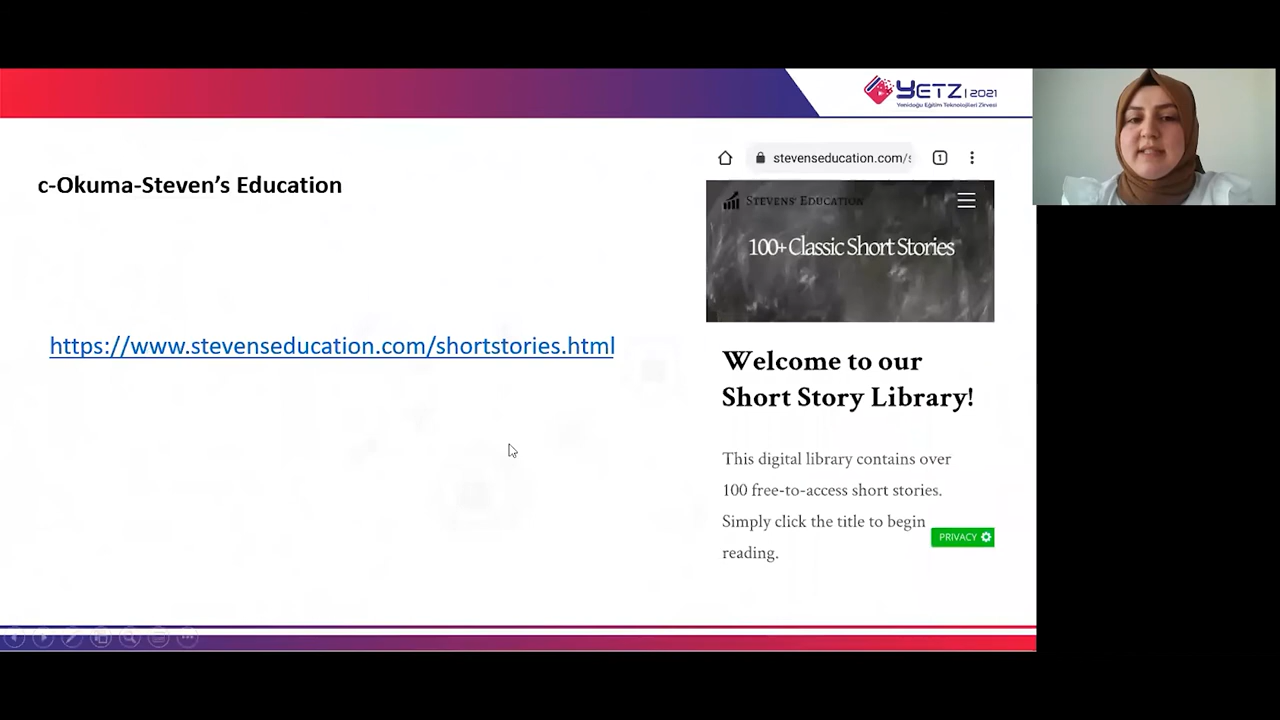 YETZ | 2021
Yenidoğu Eğitim Teknolojileri Zirvesi
c-Okuma-Steven’s Education
https://www.stevenseducation.com/shortstories.html
stevenseducation.com/s
1
STEVENS' EDUCATION
100+ Classic Short Stories
Welcome to our
Short Story Library!
This digital library contains over
100 free-to-access short stories.
Simply click the title to begin
reading.
PRIVACY